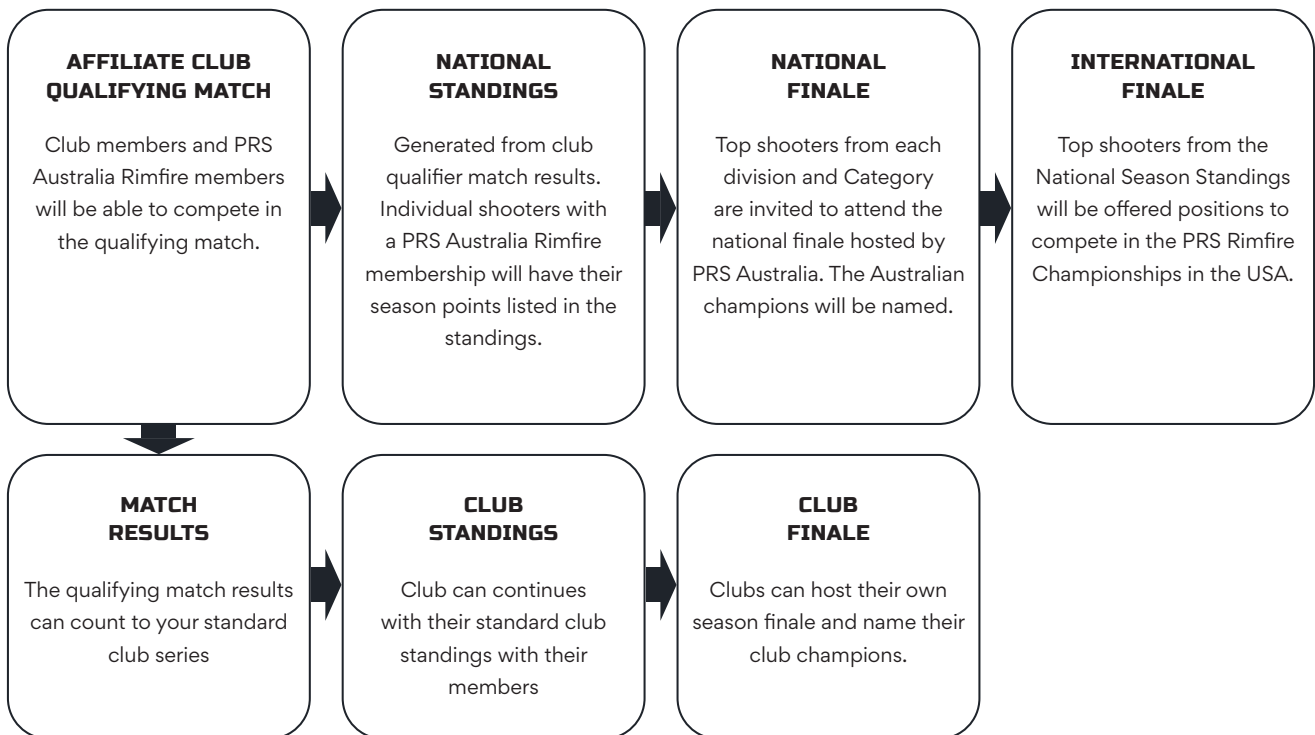 AFFILIATE CLUB
QUALIFYING MATCH
Club members and PRS
Australia Rimfire members
will be able to compete in
the qualifying match.
NATIONAL
STANDINGS
Generated from club
qualifier match results.
Individual shooters with
a PRS Australia Rimfire
membership will have their
season points listed in the
standings.
NATIONAL
FINALE
Top shooters from each
division and Category
are invited to attend the
national finale hosted by
PRS Australia. The Australian
champions will be named.
INTERNATIONAL
FINALE
Top shooters from the
National Season Standings
will be offered positions to
compete in the PRS Rimfire
Championships in the USA.
MATCH
RESULTS
The qualifying match results
can count to your standard
club series
CLUB
STANDINGS
Club can continues
with their standard club
standings with their
members
CLUB
FINALE
Clubs can host their own
season finale and name their
club champions.